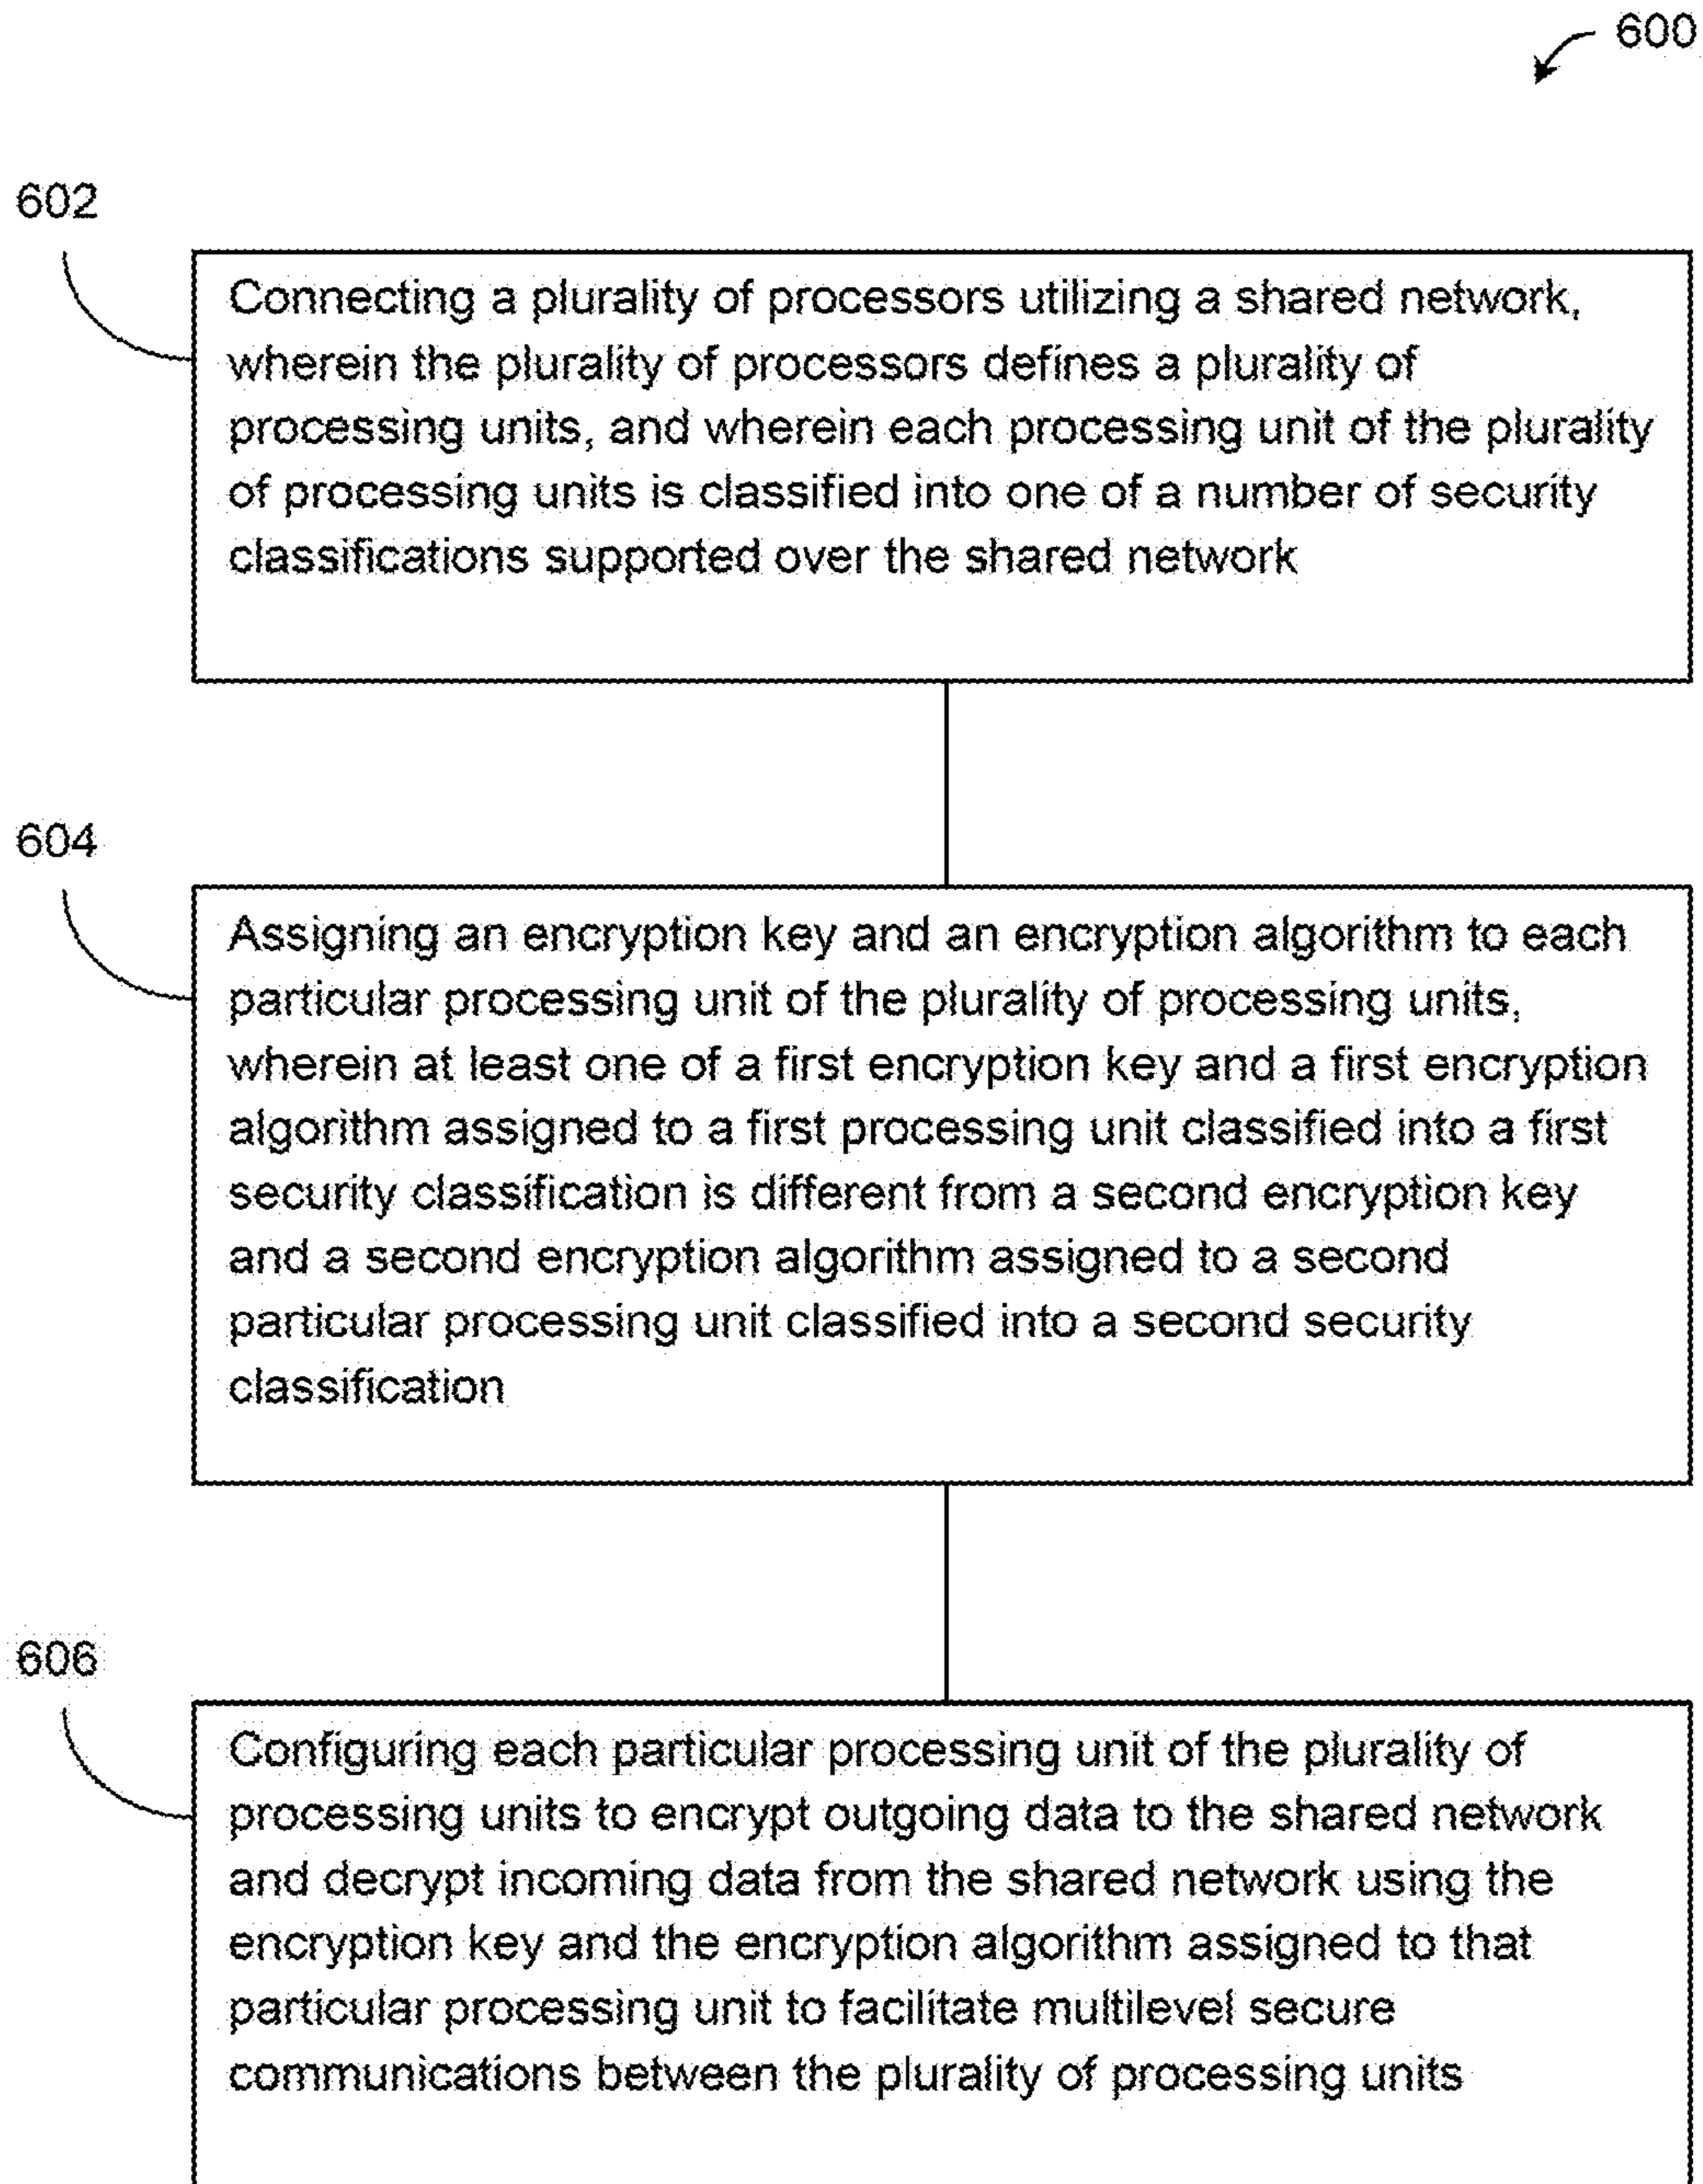 600
602
Connecting a plurality of processors utilizing a shared network,
wherein the plurality of processors defines a plurality of
processing units, and wherein each processing unit of the plurality
of processing units is classified into one of a number of security
classifications supported over the shared network
604
Assigning an encryption key and an encryption algorithm to each
particular processing unit of the plurality of processing units,
wherein at least one of a first encryption key and a first encryption
algorithm assigned to a first processing unit classified into a first
security classification is different from a second encryption key
and a second encryption algorithm assigned to a second
particular processing unit classified into a second security
classification
606
Configuring each particular processing unit of the plurality of
processing units to encrypt outgoing data to the shared network
and decrypt incoming data from the shared network using the
encryption key and the encryption algorithm assigned to that
particular processing unit to facilitate multilevel secure
communications between the plurality of processing units